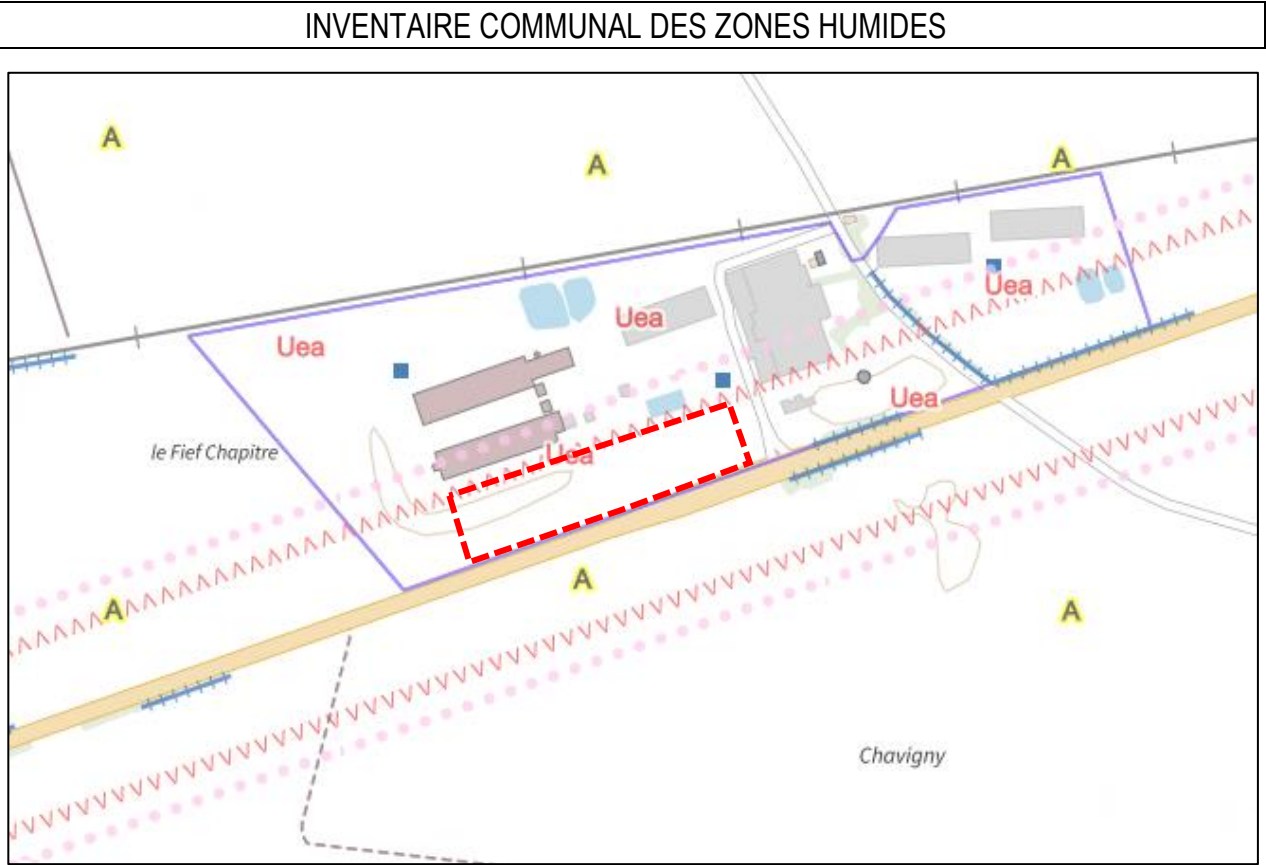 INVENTAIRE COMMUNAL DES ZONES HUMIDES
A
A
A
Uea
Uea
Uea
Uea
le Fief Chapitre
Uea
A
A
A
Chavigny